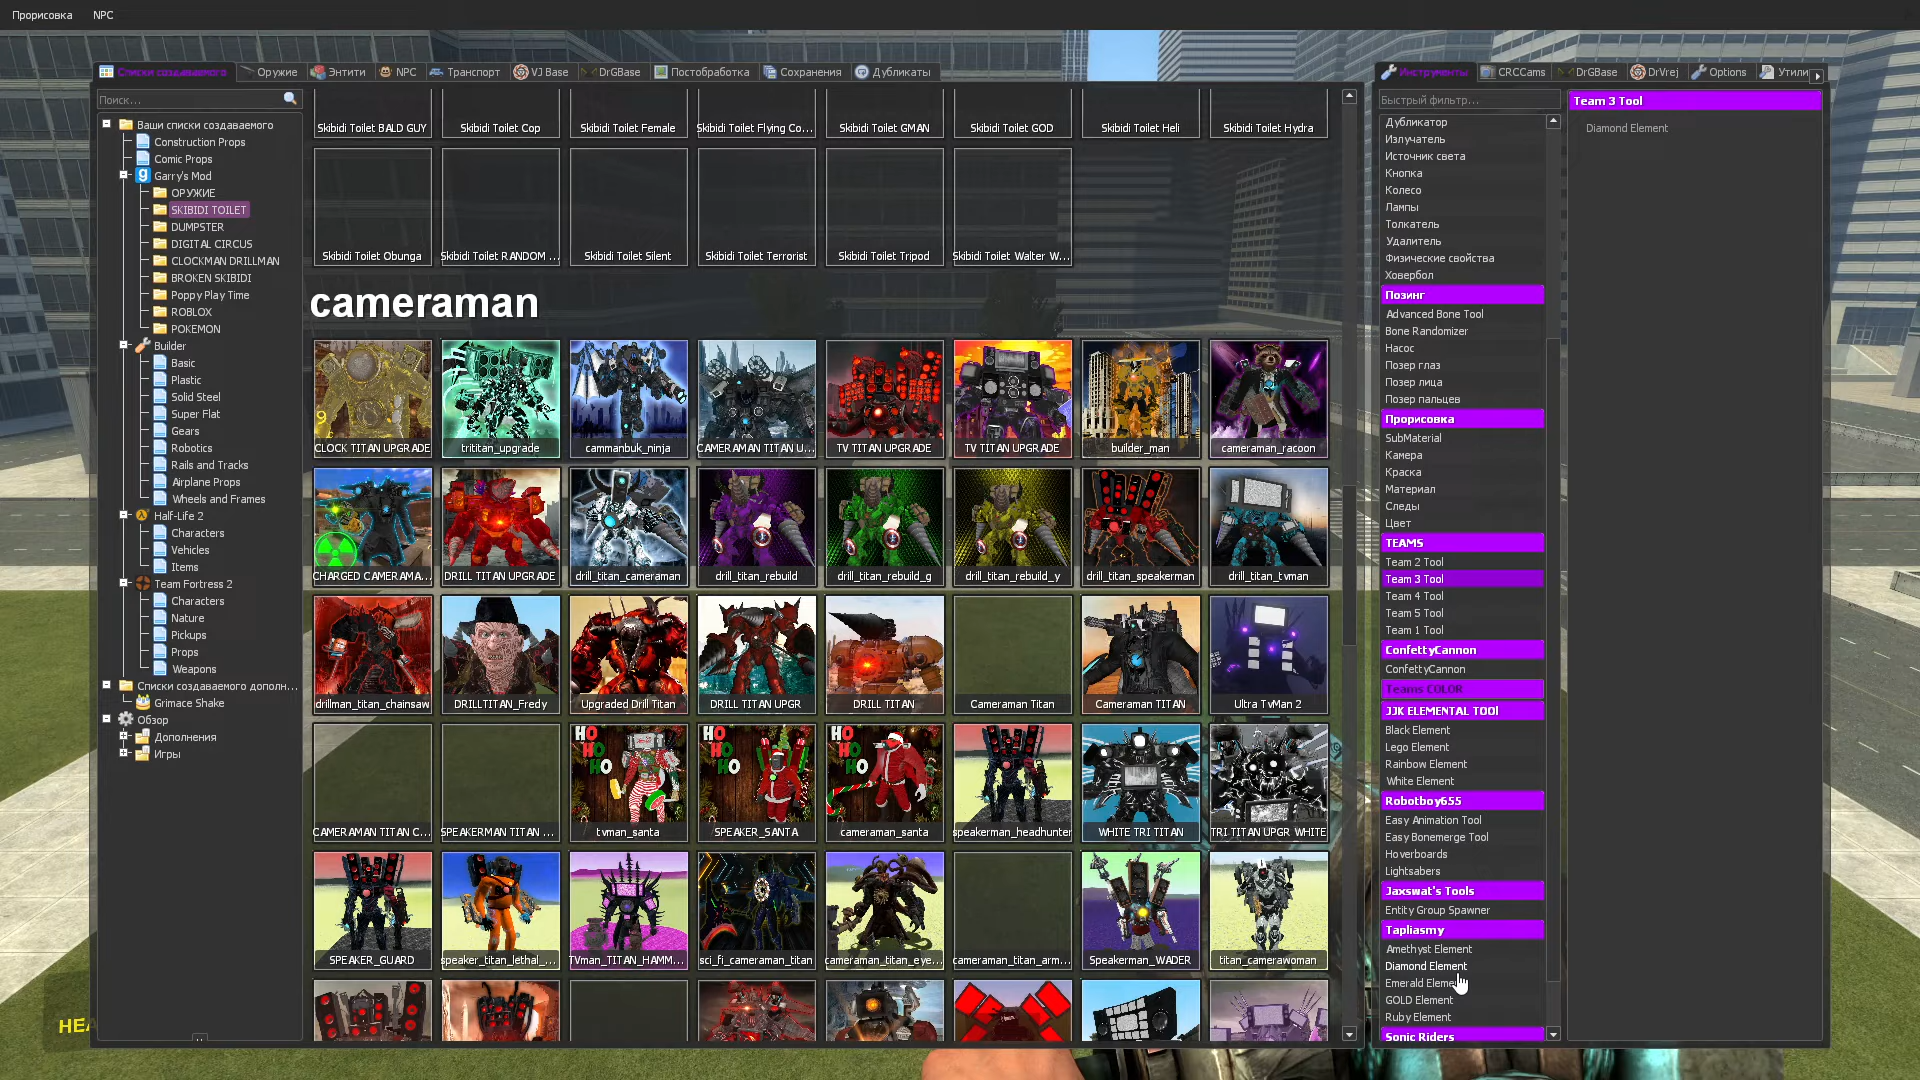 Прорисовка
NPC
Списки создаваемого
Оружие
Энтити
NPC
Транспорт
VJ Base
DrGBase
Постобработка
Сохранения
Дубликаты
Поиск...
Ваши списки создаваемого
Construction Props
Comic Props
Garry's Mod
ОРУЖИЕ
SKIBIDI TOILET
DUMPSTER
DIGITAL CIRCUS
CLOCKMAN DRILLMAN
BROKEN SKIBIDI
Poppy Play Time
ROBLOX
POKEMON
Builder
Basic
Plastic
Solid Steel
Super Flat
Gears
Robotics
Rails and Tracks
Airplane Props
Wheels and Frames
Half-Life 2
Characters
Vehicles
Items
Team Fortress 2
Characters
Nature
Pickups
Props
Weapons
Списки создаваемого дополн...
Grimace Shake
Обзор
Дополнения
Игры
Skibidi Toilet BALD GUY
Skibidi Toilet Cop
Skibidi Toilet Female
Skibidi Toilet Flying Co...
Skibidi Toilet GMAN
Skibidi Toilet GOD
Skibidi Toilet Heli
Skibidi Toilet Hydra
Skibidi Toilet Obunga
Skibidi Toilet RANDOM ...
Skibidi Toilet Silent
Skibidi Toilet Terrorist
Skibidi Toilet Tripod
Skibidi Toilet Walter W...
cameraman
CLOCK TITAN UPGRADE
trititan_upgrade
cammanbuk_ninja
CAMERAMAN TITAN U...
TV TITAN UPGRADE
TV TITAN UPGRADE
builder_man
cameraman_racoon
CHARGED CAMERAMA...
DRILL TITAN UPGRADE
drill_titan_cameraman
drill_titan_rebuild
drill_titan_rebuild_g
drill_titan_rebuild_y
drill_titan_speakerman
drill_titan_tvman
drillman_titan_chainsaw
DRILLTITAN_Fredy
Upgraded Drill Titan
DRILL TITAN UPGR
DRILL TITAN
Cameraman Titan
Cameraman TITAN
Ultra TvMan 2
HO HO HO
HO HO HO
HO HO HO
CAMERAMAN TITAN C...
SPEAKERMAN TITAN ...
tvman_santa
SPEAKER_SANTA
cameraman_santa
speakerman_headhunter
WHITE TRI TITAN
TRI TITAN UPGR WHITE
SPEAKER_GUARD
speaker_titan_lethal_...
TVman_TITAN_HAMM...
sci_fi_cameraman_titan
cameraman_titan_eye...
cameraman_titan_arm...
Speakerman_WADER
titan_camerawoman
HEA
Инструменты
CRCCams
DrGBase
DrVrej
Options
Утили
Быстрый фильтр...
Дубликатор
Излучатель
Источник света
Кнопка
Колесо
Лампы
Толкатель
Удалитель
Физические свойства
Ховербол
Позинг
Advanced Bone Tool
Bone Randomizer
Насос
Позер глаз
Позер лица
Позер пальцев
Прорисовка
SubMaterial
Камера
Краска
Материал
Следы
Цвет
TEAMS
Team 2 Tool
Team 3 Tool
Team 4 Tool
Team 5 Tool
Team 1 Tool
ConfettyCannon
ConfettyCannon
Teams COLOR
JJK ELEMENTAL TOOl
Black Element
Lego Element
Rainbow Element
White Element
Robotboy655
Easy Animation Tool
Easy Bonemerge Tool
Hoverboards
Lightsabers
Jaxswat's Tools
Entity Group Spawner
Tapliasmy
Amethyst Element
Diamond Element
Emerald Eleme
GOLD Element
Ruby Element
Sonic Riders
Team 3 Tool
Diamond Element